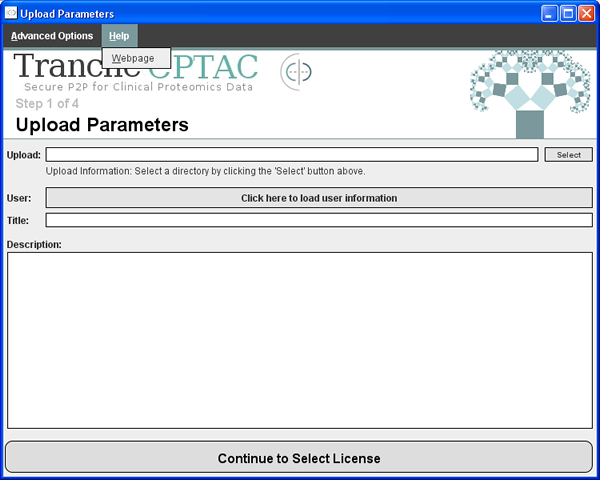 Upload Parameters
Advanced Options Help
Webpage
Tranche CPTAC
Secure P2P for Clinical Proteomics Data
Step 1 of 4
Upload Parameters
Upload: Select
Upload Information: Select a directory by clicking the 'Select' button above.
User: Click here to load user information
Title:
Description:
Continue to Select License